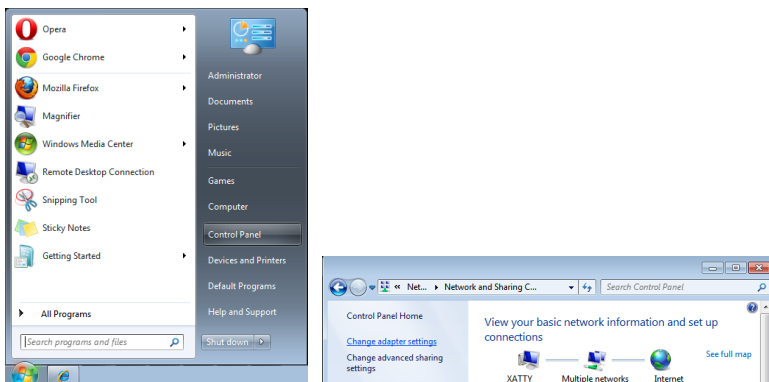 Opera
Google Chrome
Mozilla Firefox
Magnifier
Windows Media Center
Remote Desktop Connection
Snipping Tool
Sticky Notes
Getting Started
All Programs
Search programs and files
Administrator
Documents
Pictures
Music
Games
Computer
Control Panel
Devices and Printers
Default Programs
Help and Support
Shut down
« Net... Network and Sharing C...
Search Control Panel
Control Panel Home
Change adapter settings
Change advanced sharing
settings
View your basic network information and set up
connections
See full map
XATTY Multiple networks Internet